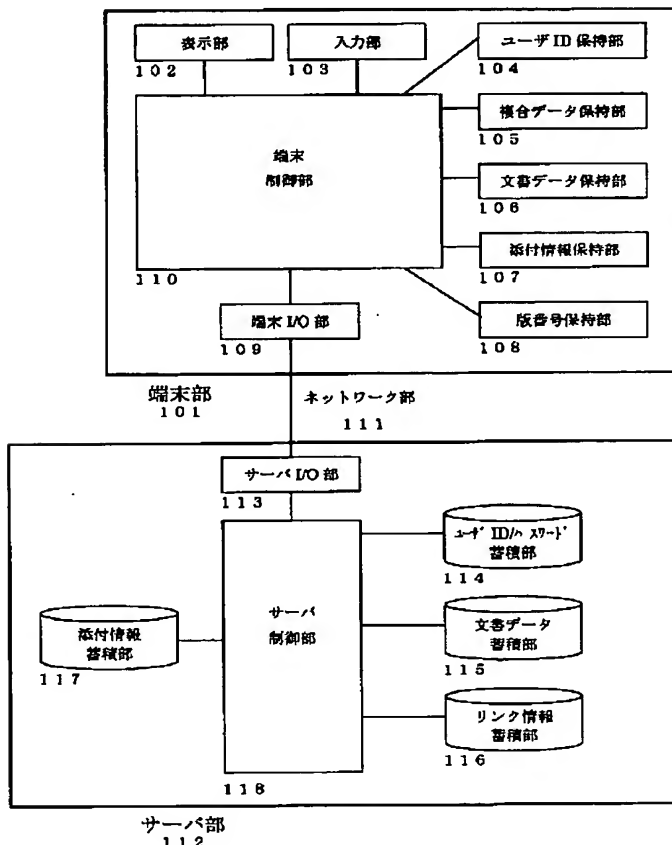 表示部
102
入力部
103
ユーザID保持部
104
複合データ保持部
105
端末
制御部
110
文書データ保持部
106
添付情報保持部
107
版番号保持部
108
端末I/O部
109
端末部
101
ネットワーク部
111
サーバI/O部
113
ユーザID/パスワード
蓄積部
114
サーバ
制御部
118
文書データ
蓄積部
115
添付情報
蓄積部
117
リンク情報
蓄積部
116
サーバ部
112